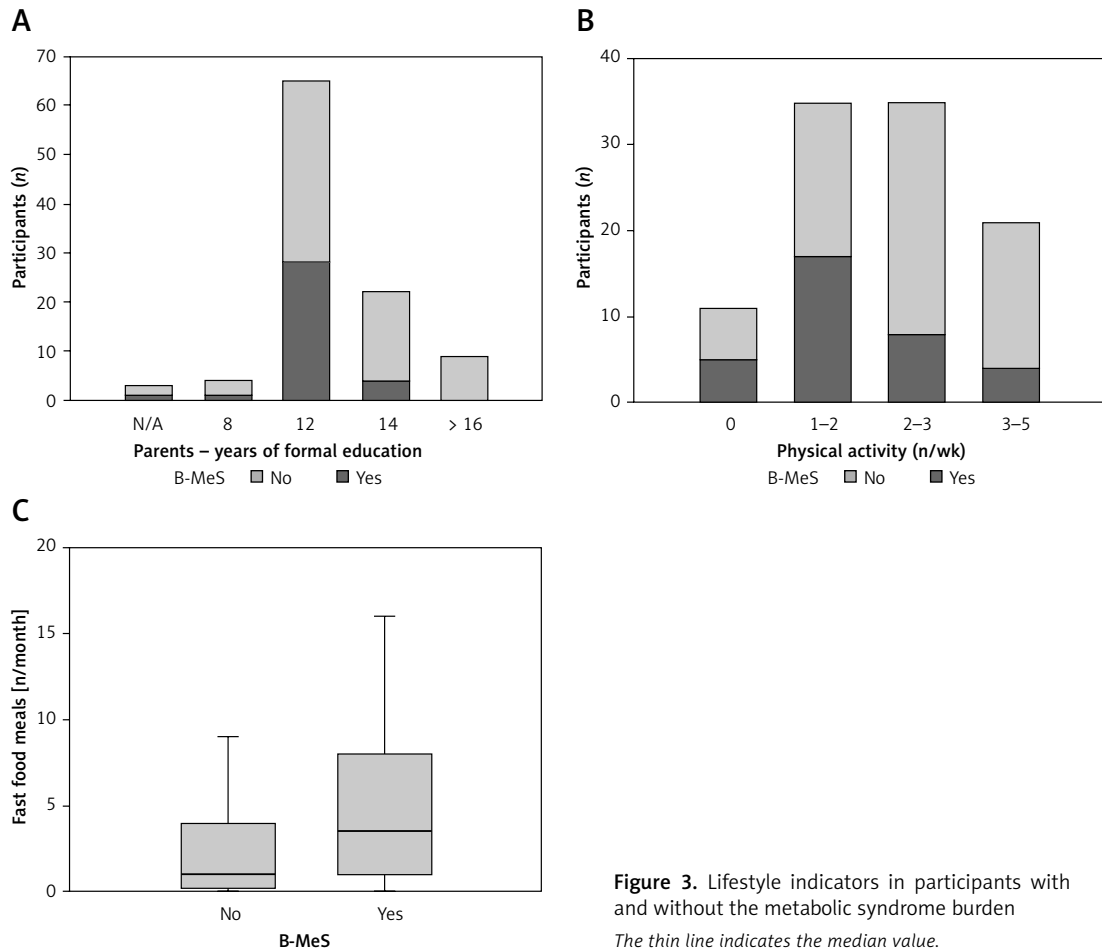 A
70
60
50
40
30
20
10
0
Participants (n)
N/A 8 12 14 > 16
Parents – years of formal education
B-MeS No Yes
B
40
30
20
10
0
Participants (n)
0 1–2 2–3 3–5
Physical activity (n/wk)
B-MeS No Yes
C
20
15
10
5
0
Fast food meals [n/month]
No Yes
B-MeS
Figure 3. Lifestyle indicators in participants with
and without the metabolic syndrome burden
The thin line indicates the median value.